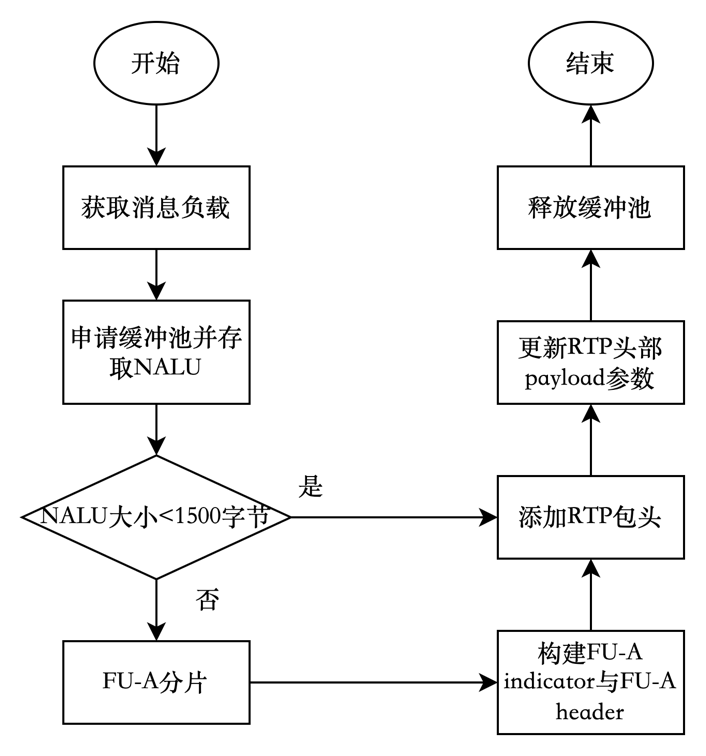 开始
获取消息负载
申请缓冲池并存
取NALU
NALU大小<1500字节
是
否
FU-A分片
构建FU-A
indicator与FU-A
header
添加RTP包头
更新RTP头部
payload参数
释放缓冲池
结束